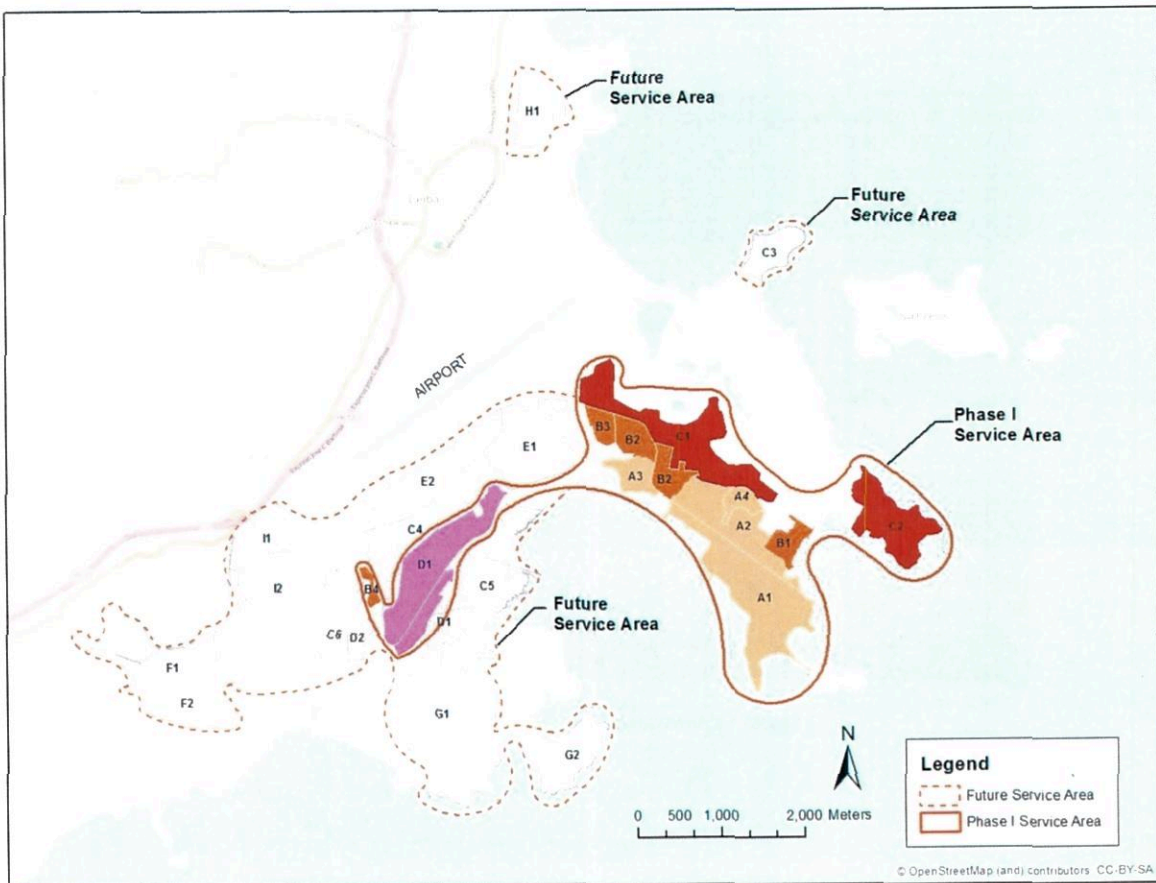 Future
Service Area
H1
Future
Service Area
C3
AIRPORT
Phase I
Service Area
E1
B3
B2
C1
A3
B2
A4
A2
C2
E2
C4
B1
I1
D1
A1
I2
B4
C5
Future
Service Area
C6
D2
D1
F1
F2
G1
G2
N
0 500 1,000 2,000 Meters
Legend
Future Service Area
Phase I Service Area
© OpenStreetMap (and) contributors CC-BY-SA